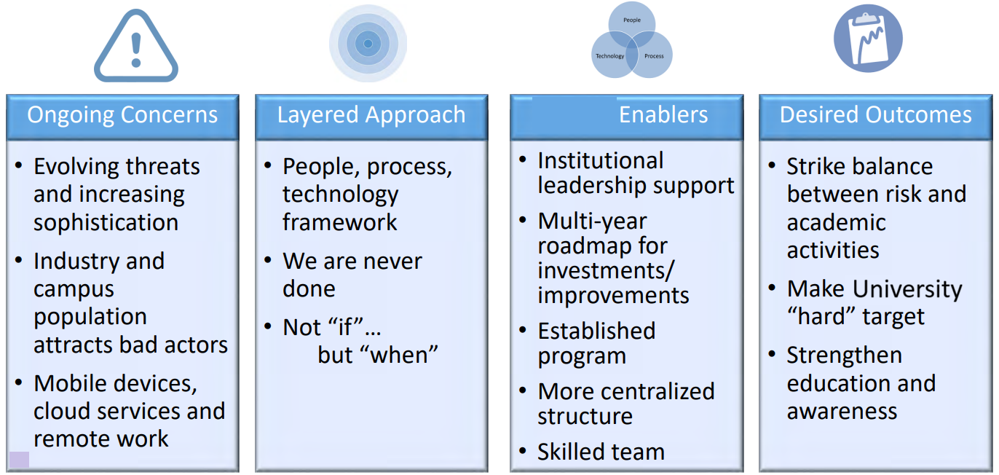 People
Technology
Process
Ongoing Concerns
• Evolving threats
and increasing
sophistication
• Industry and
campus
population
attracts bad actors
• Mobile devices,
cloud services and
remote work
Layered Approach
• People, process,
technology
framework
• We are never
done
• Not “if”…
but “when”
Enablers
• Institutional
leadership support
• Multi-year
roadmap for
investments/
improvements
• Established
program
• More centralized
structure
• Skilled team
Desired Outcomes
• Strike balance
between risk and
academic
activities
• Make University
“hard” target
• Strengthen
education and
awareness